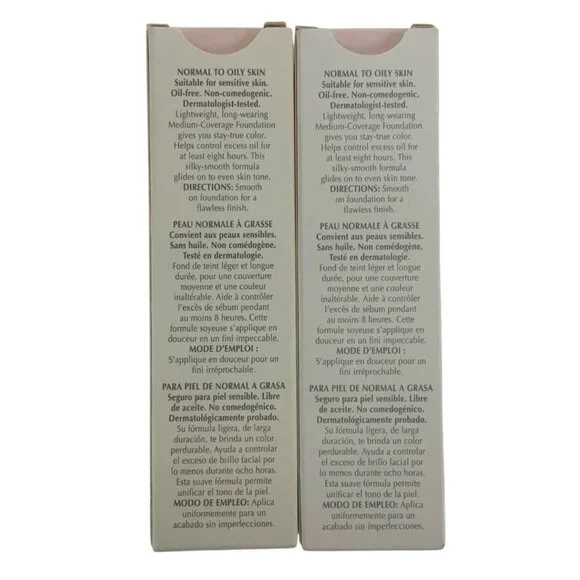 NORMAL TO OILY SKIN
Suitable for sensitive skin.
Oil-free. Non-comedogenic.
Dermatologist-tested.
Lightweight, long-wearing
Medium-Coverage Foundation
gives you stay-true color.
Helps control excess oil for
at least eight hours. This
silky-smooth formula
glides on to even skin tone.
DIRECTIONS: Smooth
on foundation for a
flawless finish.
PEAU NORMALE À GRASSE
Convient aux peaux sensibles.
Sans huile. Non comédogène.
Testé en dermatologie.
Fond de teint léger et longue
durée, pour une couverture
moyenne et une couleur
inaltérable. Aide à contrôler
l'excés de sébum pendant
au moins 8 heures. Cette
formule soyeuse s'applique
en douceur en un fini impeccable.
MODE D'EMPLOI :
S'applique en douceur pour un
fini irréprochable.
PARA PIEL DE NORMAL A GRASA
Seguro para piel sensible. Libre
de aceite. No comedogénico.
Dermatológicamente probado.
Su fórmula ligera, de larga
duración, te brinda un color
perdurable. Ayuda a controlar
el exceso de brillo facial por
lo menos durante ocho horas.
Esta suave fórmula permite
unificar el tono de la piel.
MODO DE EMPLEO: Aplica
uniformemente para un
acabado sin imperfecciones.
NORMAL TO OILY SKIN
Suitable for sensitive skin.
Oil-free. Non-comedogenic.
Dermatologist-tested.
Lightweight, long-wearing
Medium-Coverage Foundation
gives you stay-true color.
Helps control excess oil for
at least eight hours. This
silky-smooth formula
glides on to even skin tone.
DIRECTIONS: Smooth
on foundation for a
flawless finish.
PEAU NORMALE À GRASSE
Convient aux peaux sensibles.
Sans huile. Non comédogène.
Testé en dermatologie.
Fond de teint léger et longue
durée, pour une couverture
moyenne et une couleur
inaltérable. Aide à contrôler
l'excés de sébum pendant
au moins 8 heures. Cette
formule soyeuse s'applique en
douceur en un fini impeccable.
MODE D'EMPLOI :
S'applique en douceur pour un
fini irréprochable.
PARA PIEL DE NORMAL A GRASA
Seguro para piel sensible. Libre
de aceite. No comedogénico.
Dermatológicamente probado.
Su fórmula ligera, de larga
duración, te brinda un color
perdurable. Ayuda a controlar
el exceso de brillo facial por
lo menos durante ocho horas.
Esta suave fórmula permite
unificar el tono de la piel.
MODO DE EMPLEO: Aplica
uniformemente para un
acabado sin imperfecciones.